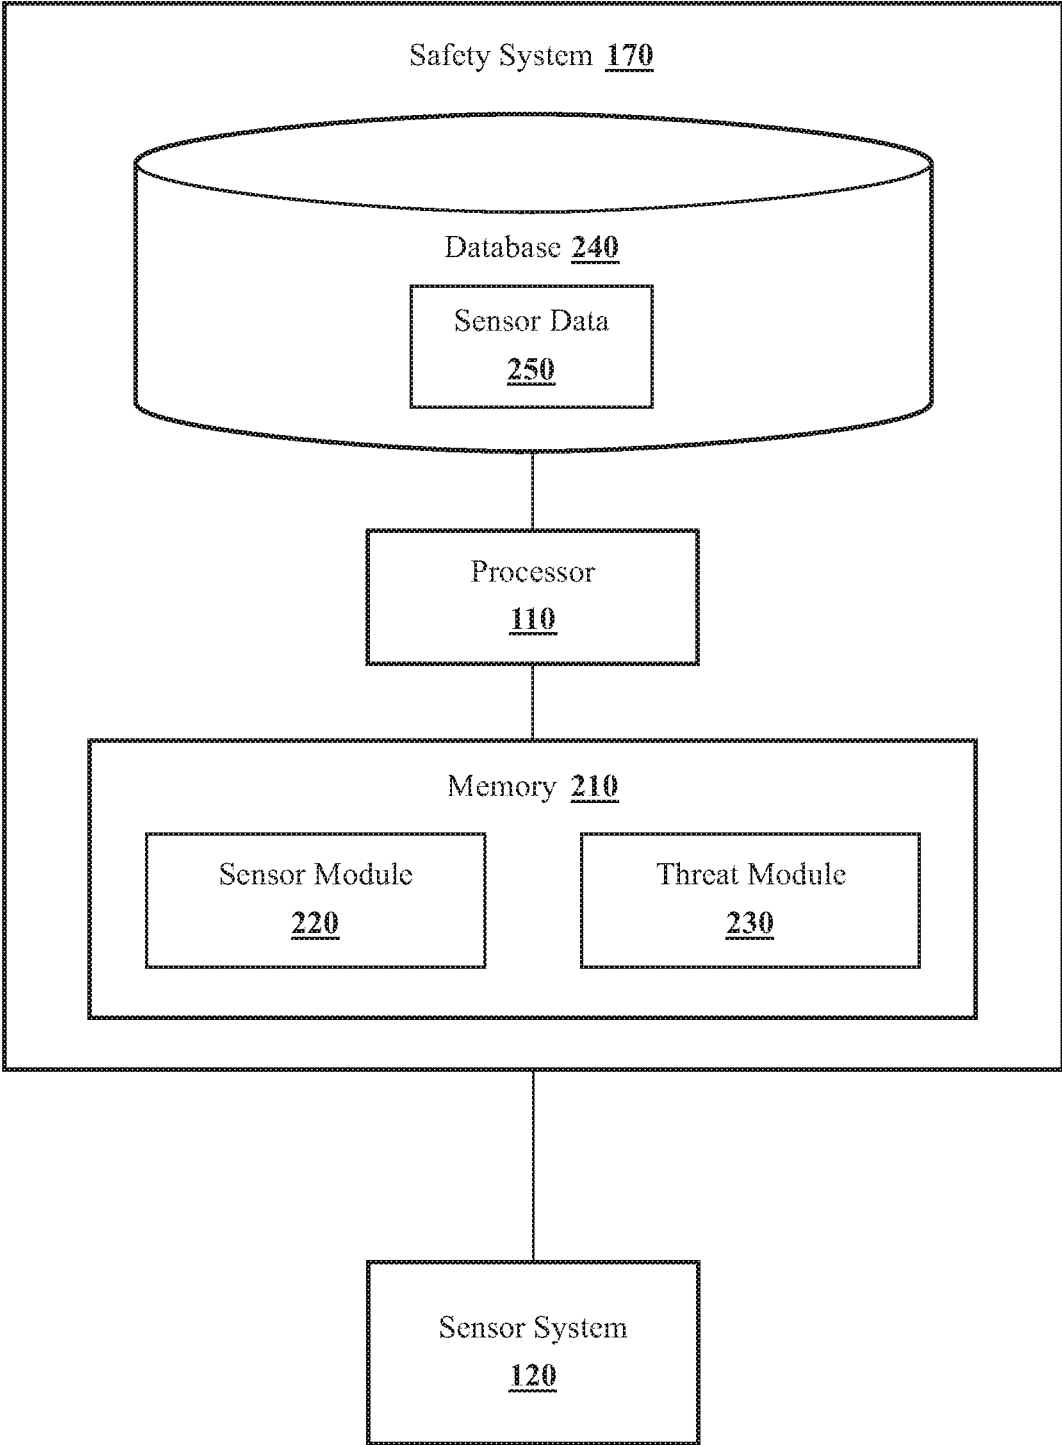 Safety System 170
Database 240
Sensor Data
250
Processor
110
Memory 210
Sensor Module
220
Threat Module
230
Sensor System
120